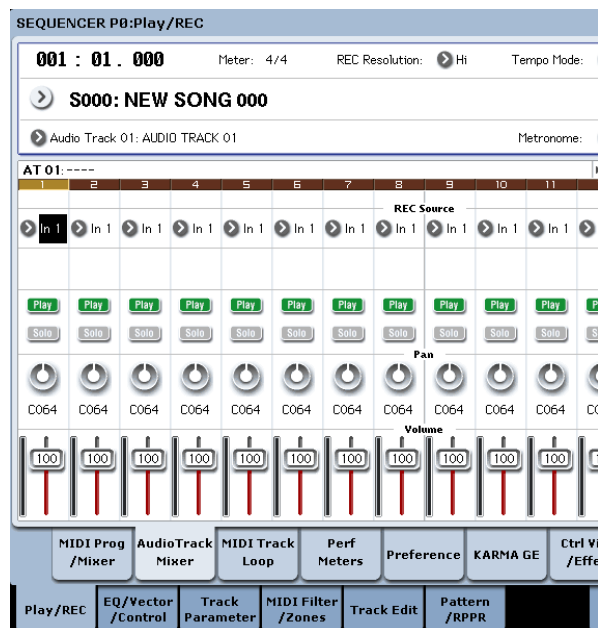 SEQUENCER P0:Play/REC
001 : 01 . 000 Meter: 4/4 REC Resolution: Hi Tempo Mode:
S000: NEW SONG 000
Audio Track 01: AUDIO TRACK 01 Metronome:
AT 01:----
1 2 3 4 5 6 7 8 9 10 11
REC Source
In 1 In 1 In 1 In 1 In 1 In 1 In 1 In 1 In 1 In 1 In 1
Play Play Play Play Play Play Play Play Play Play Play
Solo Solo Solo Solo Solo Solo Solo Solo Solo Solo Solo
Pan
C064 C064 C064 C064 C064 C064 C064 C064 C064 C064 C064
Volume
100 100 100 100 100 100 100 100 100 100 100
MIDI Prog /Mixer AudioTrack Mixer MIDI Track Loop Perf Meters Preference KARMA GE Ctrl
Play/REC EQ/Vector /Control Track Parameter MIDI Filter /Zones Track Edit Pattern /RPPR